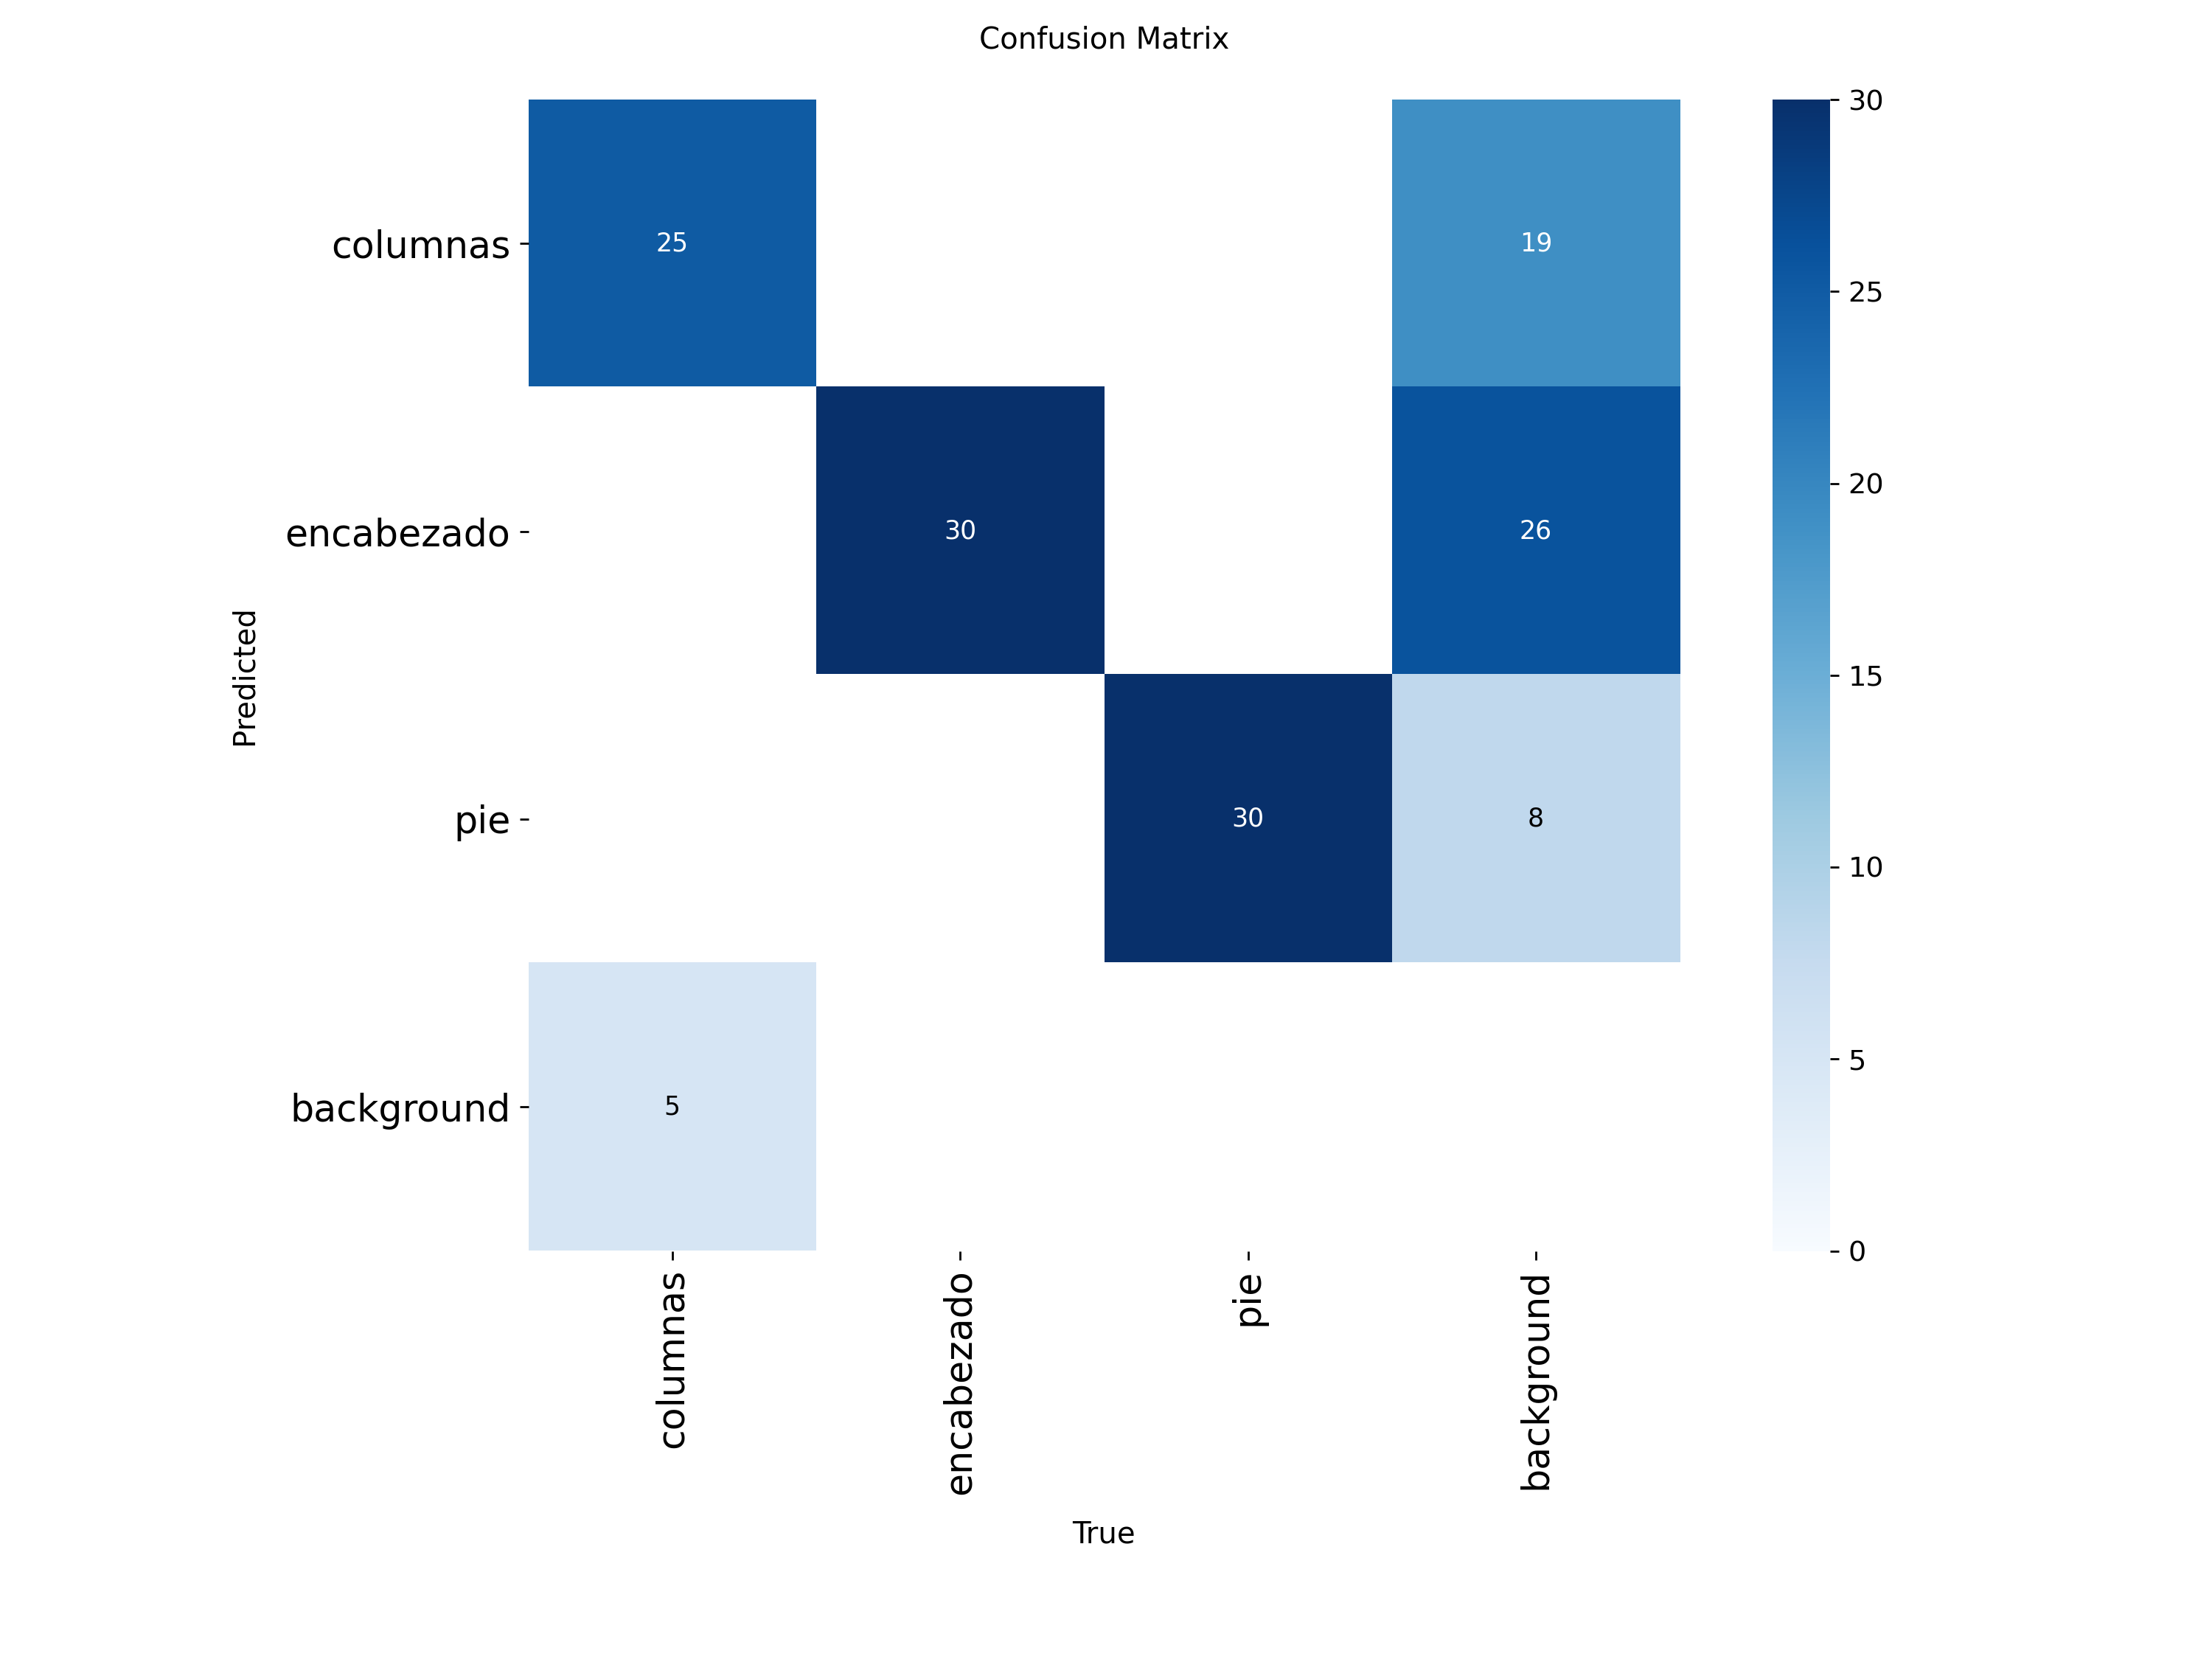 Confusion Matrix
columnas
encabezado
pie
background
Predicted
25
19
30
26
30
8
5
columnas
encabezado
pie
background
True
30
25
20
15
10
5
0